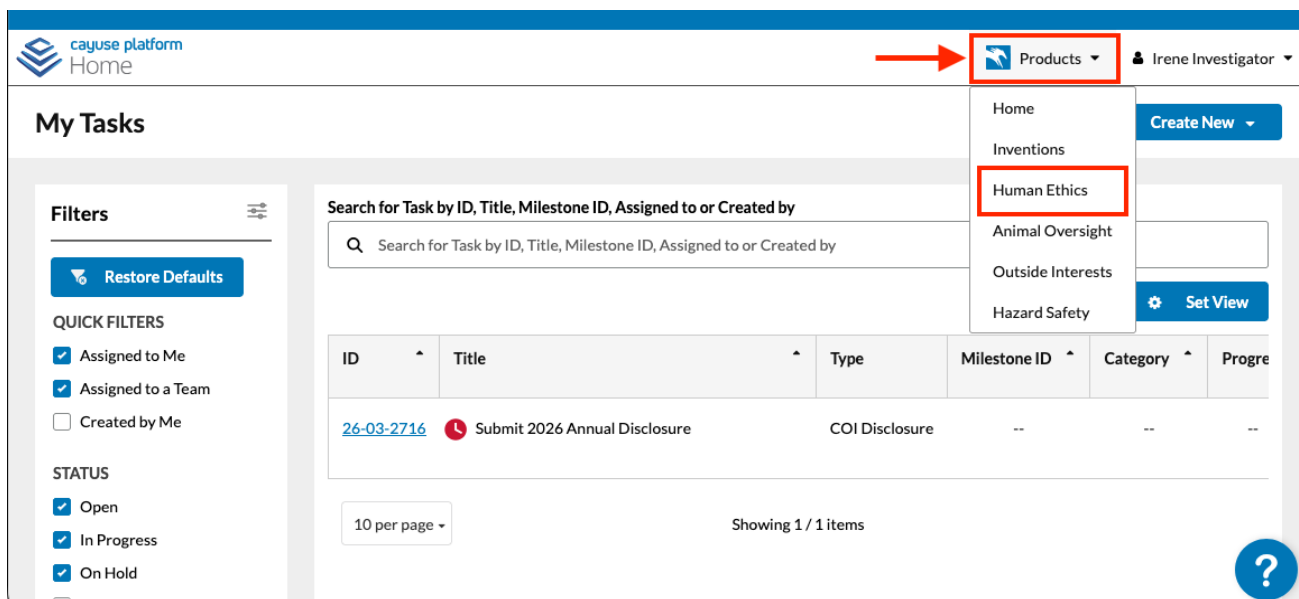 cayuse platform
Home
Products
Irene Investigator
My Tasks
Create New
Home
Inventions
Human Ethics
Animal Oversight
Outside Interests
Hazard Safety
Filters
Restore Defaults
QUICK FILTERS
Assigned to Me
Assigned to a Team
Created by Me
STATUS
Open
In Progress
On Hold
Search for Task by ID, Title, Milestone ID, Assigned to or Created by
Search for Task by ID, Title, Milestone ID, Assigned to or Created by
Set View
ID Title Type Milestone ID Category Progre
26-03-2716 Submit 2026 Annual Disclosure COI Disclosure -- -- --
10 per page Showing 1 / 1 items
?